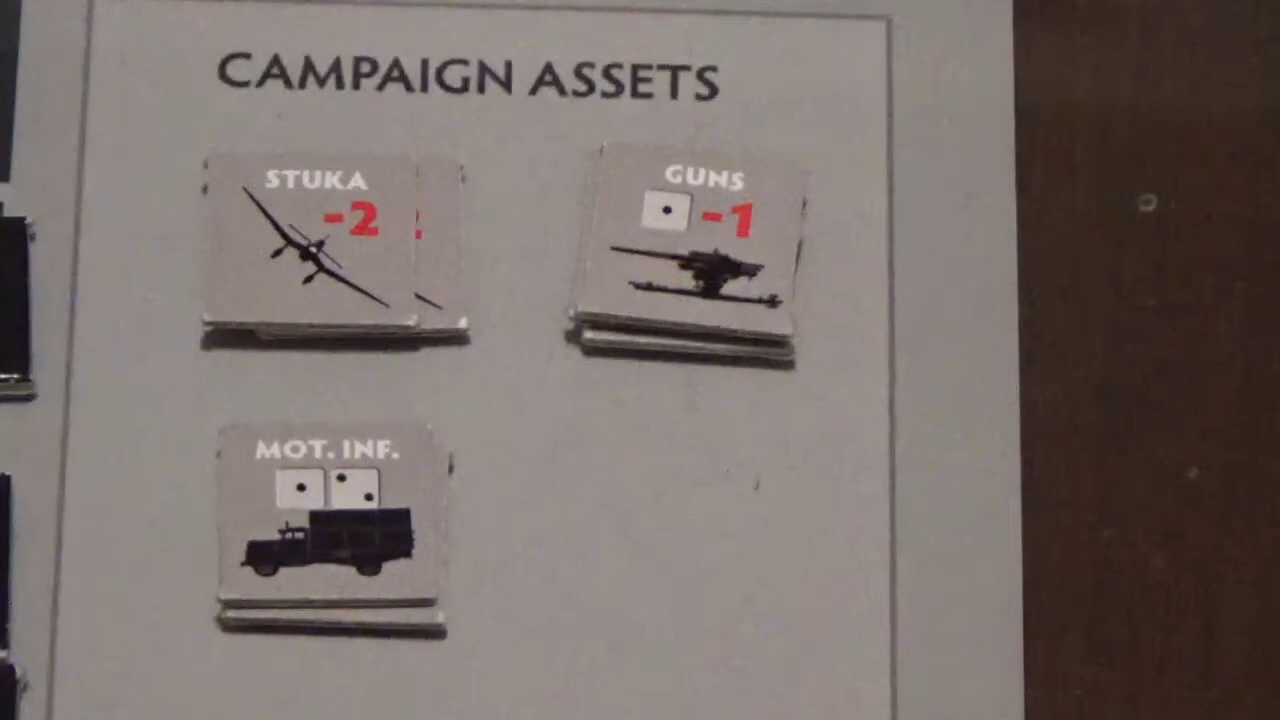 CAMPAIGN ASSETS
STUKA
-2
GUNS
-1
MOT. INF.